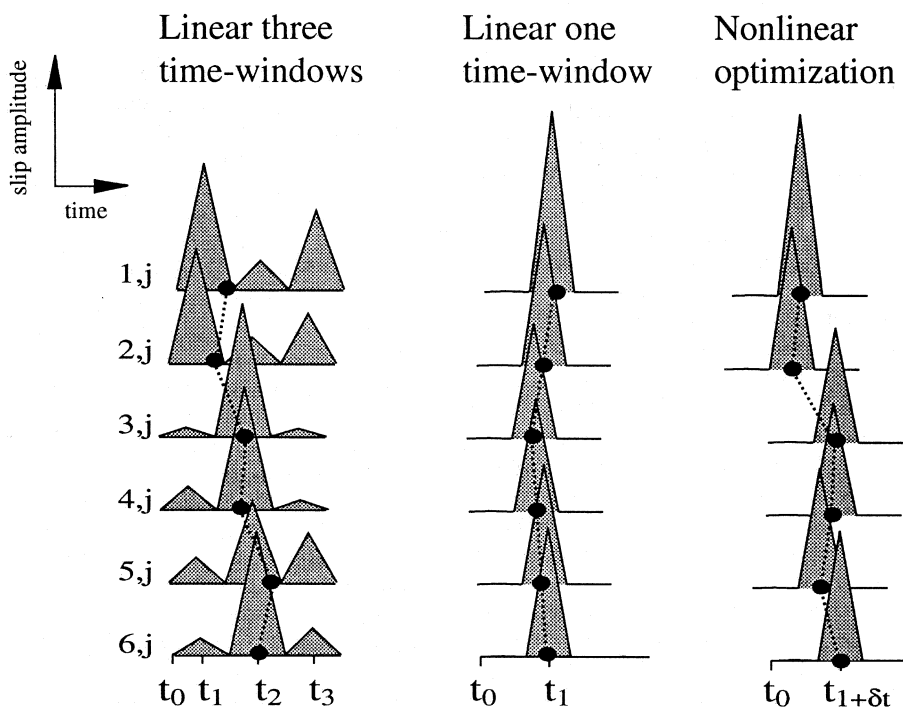 Linear three
time-windows
Linear one
time-window
Nonlinear
optimization
slip amplitude
time
1,j
2,j
3,j
4,j
5,j
6,j
t0 t1 t2 t3
t0 t1
t0 t1+δt